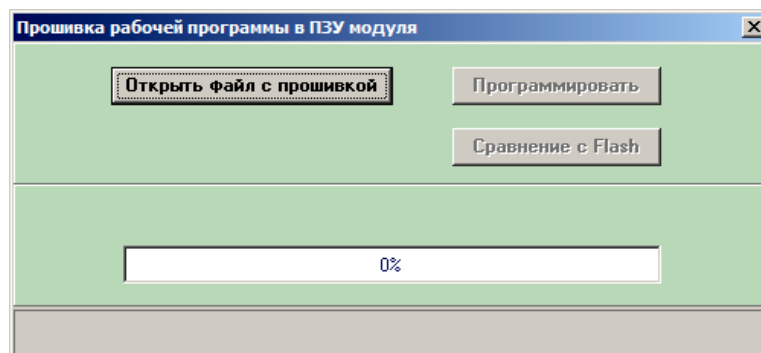 Прошивка рабочей программы в ПЗУ модуля
Открыть файл с прошивкой
Программировать
Сравнение с Flash
0%